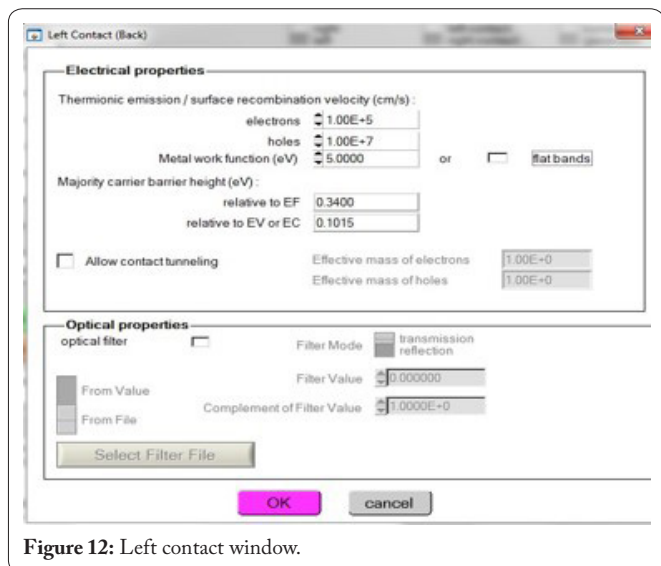 Left Contact (Back)
Electrical properties
Thermionic emission / surface recombination velocity (cm/s) :
electrons 1.00E+5
holes 1.00E+7
Metal work function (eV) 5.0000 or flat bands
Majority carrier barrier height (eV) :
relative to EF 0.3400
relative to EV or EC 0.1015
Allow contact tunneling Effective mass of electrons 1.00E+0
Effective mass of holes 1.00E+0
Optical properties
optical filter Filter Mode transmission
reflection
Filter Value 0.000000
From Value
Complement of Filter Value 1.0000E+0
From File
Select Filter File
OK cancel
Figure 12: Left contact window.